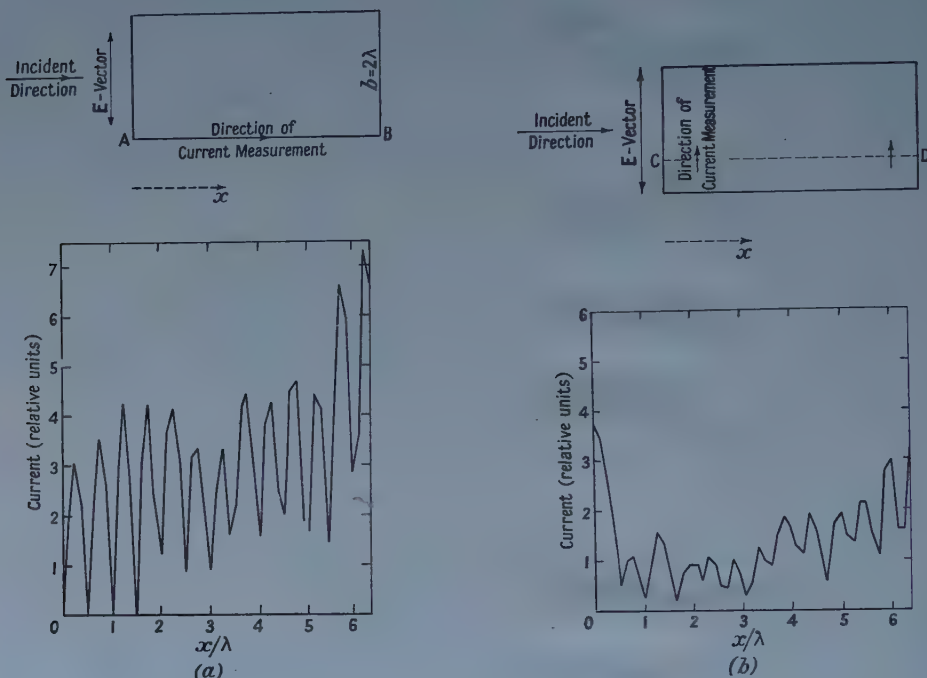 Incident
Direction
E-Vector
b=2λ
A
B
Direction of
Current Measurement
x
7
6
5
4
3
2
1
0
1
2
3
4
5
6
Current (relative units)
x/λ
(a)
Incident
Direction
E-Vector
C
D
Direction of
Current Measurement
x
6
5
4
3
2
1
0
1
2
3
4
5
6
Current (relative units)
x/λ
(b)